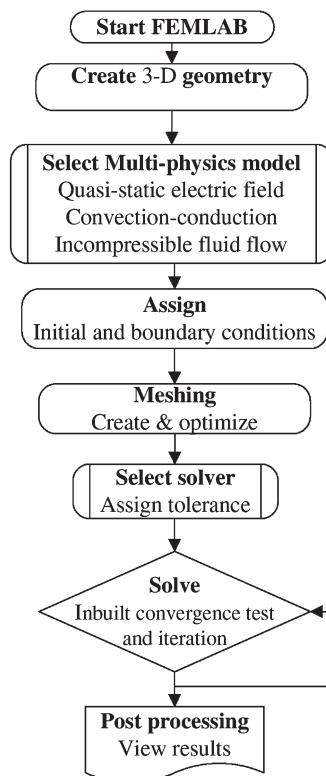 Start FEMLAB
Create 3-D geometry
Select Multi-physics model
Quasi-static electric field
Convection-conduction
Incompressible fluid flow
Assign
Initial and boundary conditions
Meshing
Create & optimize
Select solver
Assign tolerance
Solve
Inbuilt convergence test
and iteration
Post processing
View results